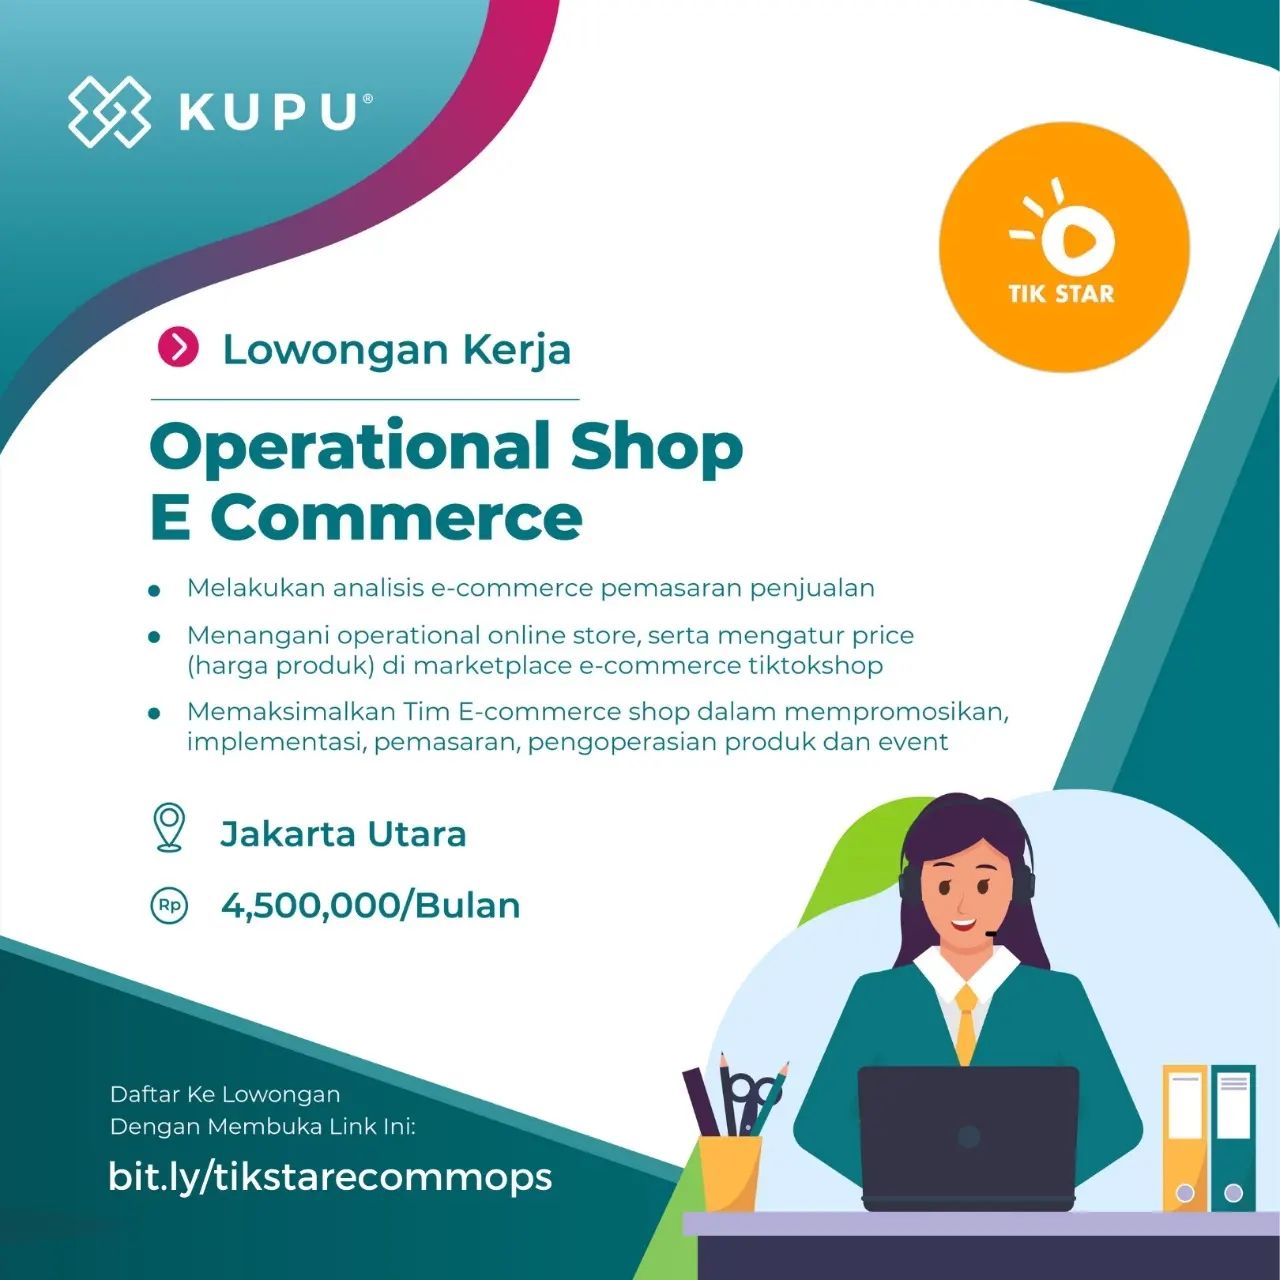 KUPU®
TIK STAR
Lowongan Kerja
Operational Shop
E Commerce
• Melakukan analisis e-commerce pemasaran penjualan
• Menangani operational online store, serta mengatur price
(harga produk) di marketplace e-commerce tiktokshop
• Memaksimalkan Tim E-commerce shop dalam mempromosikan,
implementasi, pemasaran, pengoperasian produk dan event
Jakarta Utara
Rp 4,500,000/Bulan
Daftar Ke Lowongan
Dengan Membuka Link Ini:
bit.ly/tikstarecommops